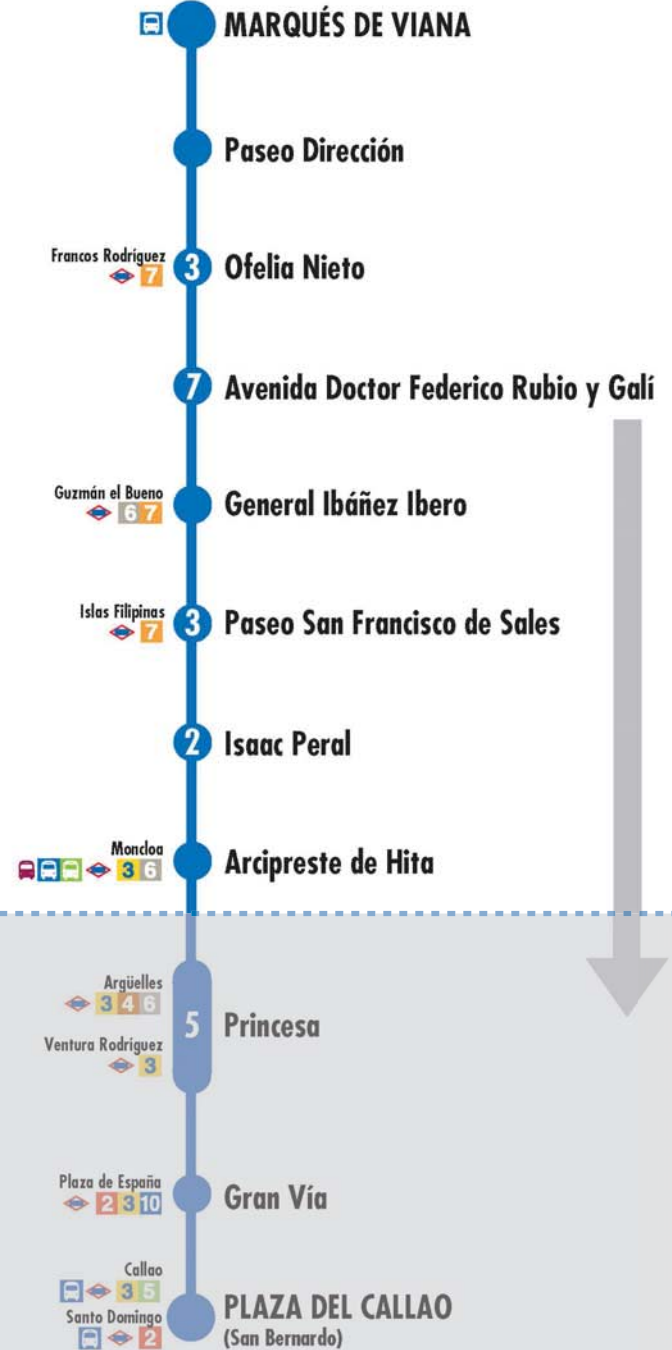 MARQUÉS DE VIANA
Paseo Dirección
Francos Rodríguez
7
3
Ofelia Nieto
7
Avenida Doctor Federico Rubio y Galí
Guzmán el Bueno
6 7
General Ibáñez Ibero
Islas Filipinas
7
3
Paseo San Francisco de Sales
2
Isaac Peral
Moncloa
3 6
Arcipreste de Hita
Argüelles
3 4 6
Ventura Rodríguez
3
5
Princesa
Plaza de España
2 3 10
Gran Vía
Callao
3 5
Santo Domingo
2
PLAZA DEL CALLAO
(San Bernardo)